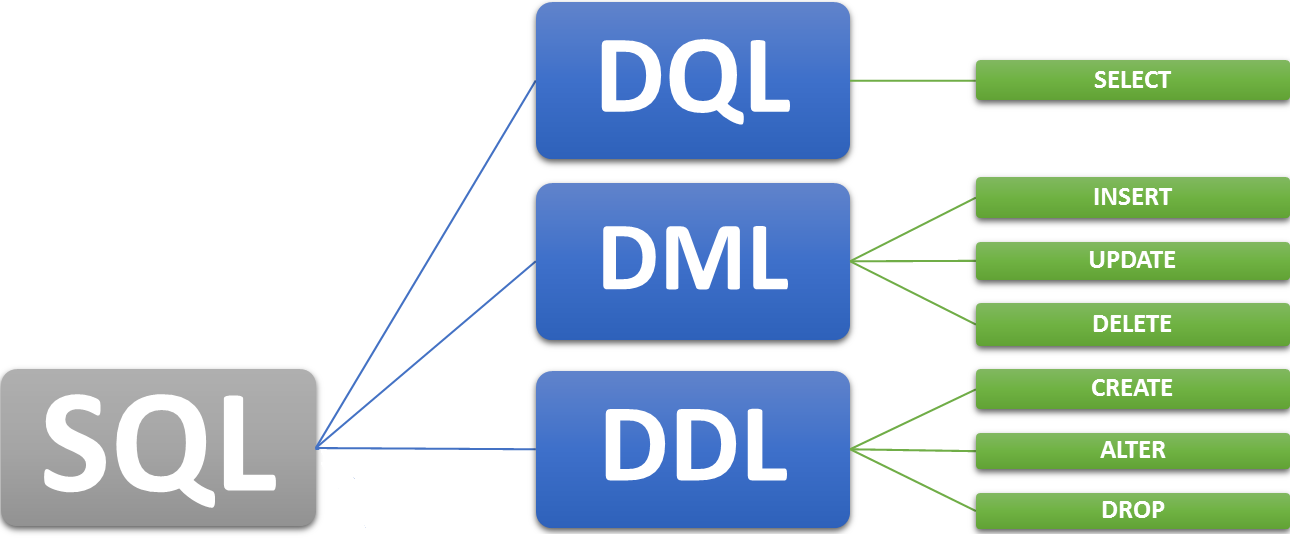 SQL
DQL
SELECT
DML
INSERT
UPDATE
DELETE
DDL
CREATE
ALTER
DROP